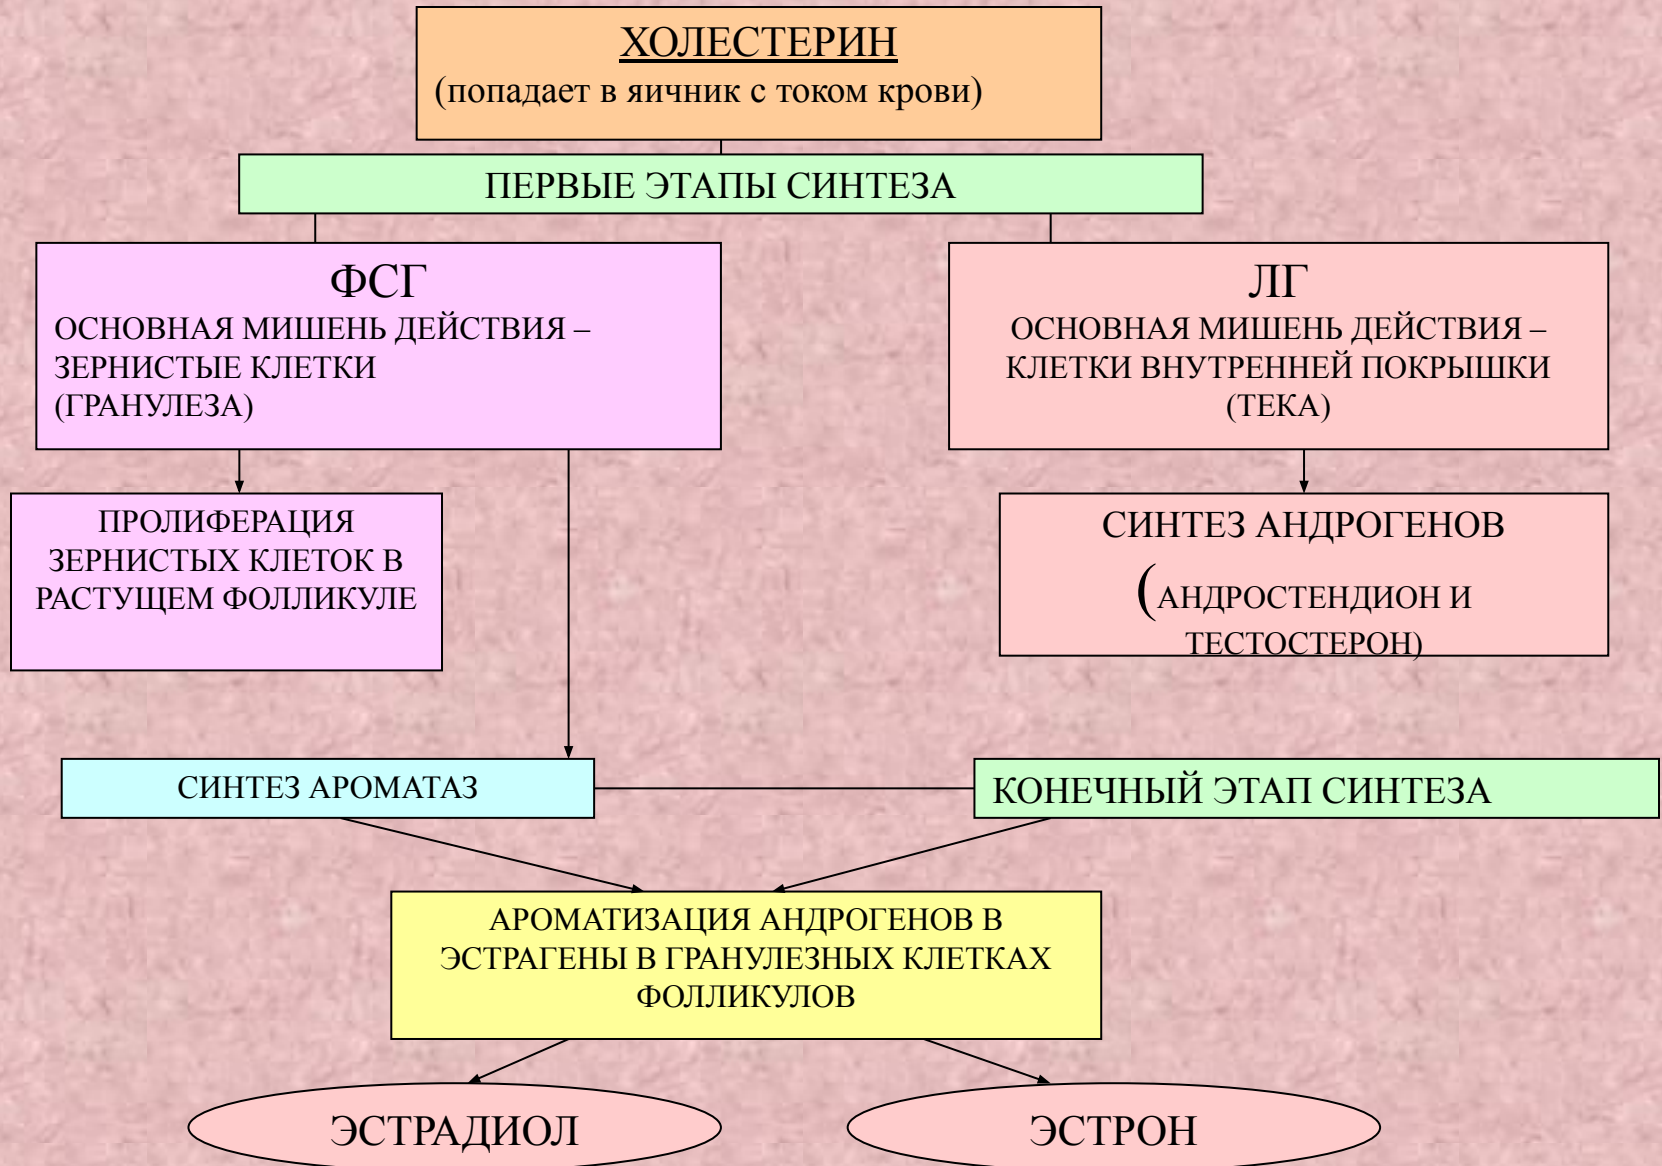 ХОЛЕСТЕРИН
(попадает в яичник с током крови)
ПЕРВЫЕ ЭТАПЫ СИНТЕЗА
ФСГ
ОСНОВНАЯ МИШЕНЬ ДЕЙСТВИЯ –
ЗЕРНИСТЫЕ КЛЕТКИ
(ГРАНУЛЕЗА)
ЛГ
ОСНОВНАЯ МИШЕНЬ ДЕЙСТВИЯ –
КЛЕТКИ ВНУТРЕННЕЙ ПОКРЫШКИ
(ТЕКА)
ПРОЛИФЕРАЦИЯ
ЗЕРНИСТЫХ КЛЕТОК В
РАСТУЩЕМ ФОЛЛИКУЛЕ
СИНТЕЗ АНДРОГЕНОВ
(АНДРОСТЕНДИОН И
ТЕСТОСТЕРОН)
СИНТЕЗ АРОМАТАЗ
КОНЕЧНЫЙ ЭТАП СИНТЕЗА
АРОМАТИЗАЦИЯ АНДРОГЕНОВ В
ЭСТРАГЕНЫ В ГРАНУЛЕЗНЫХ КЛЕТКАХ
ФОЛЛИКУЛОВ
ЭСТРАДИОЛ
ЭСТРОН